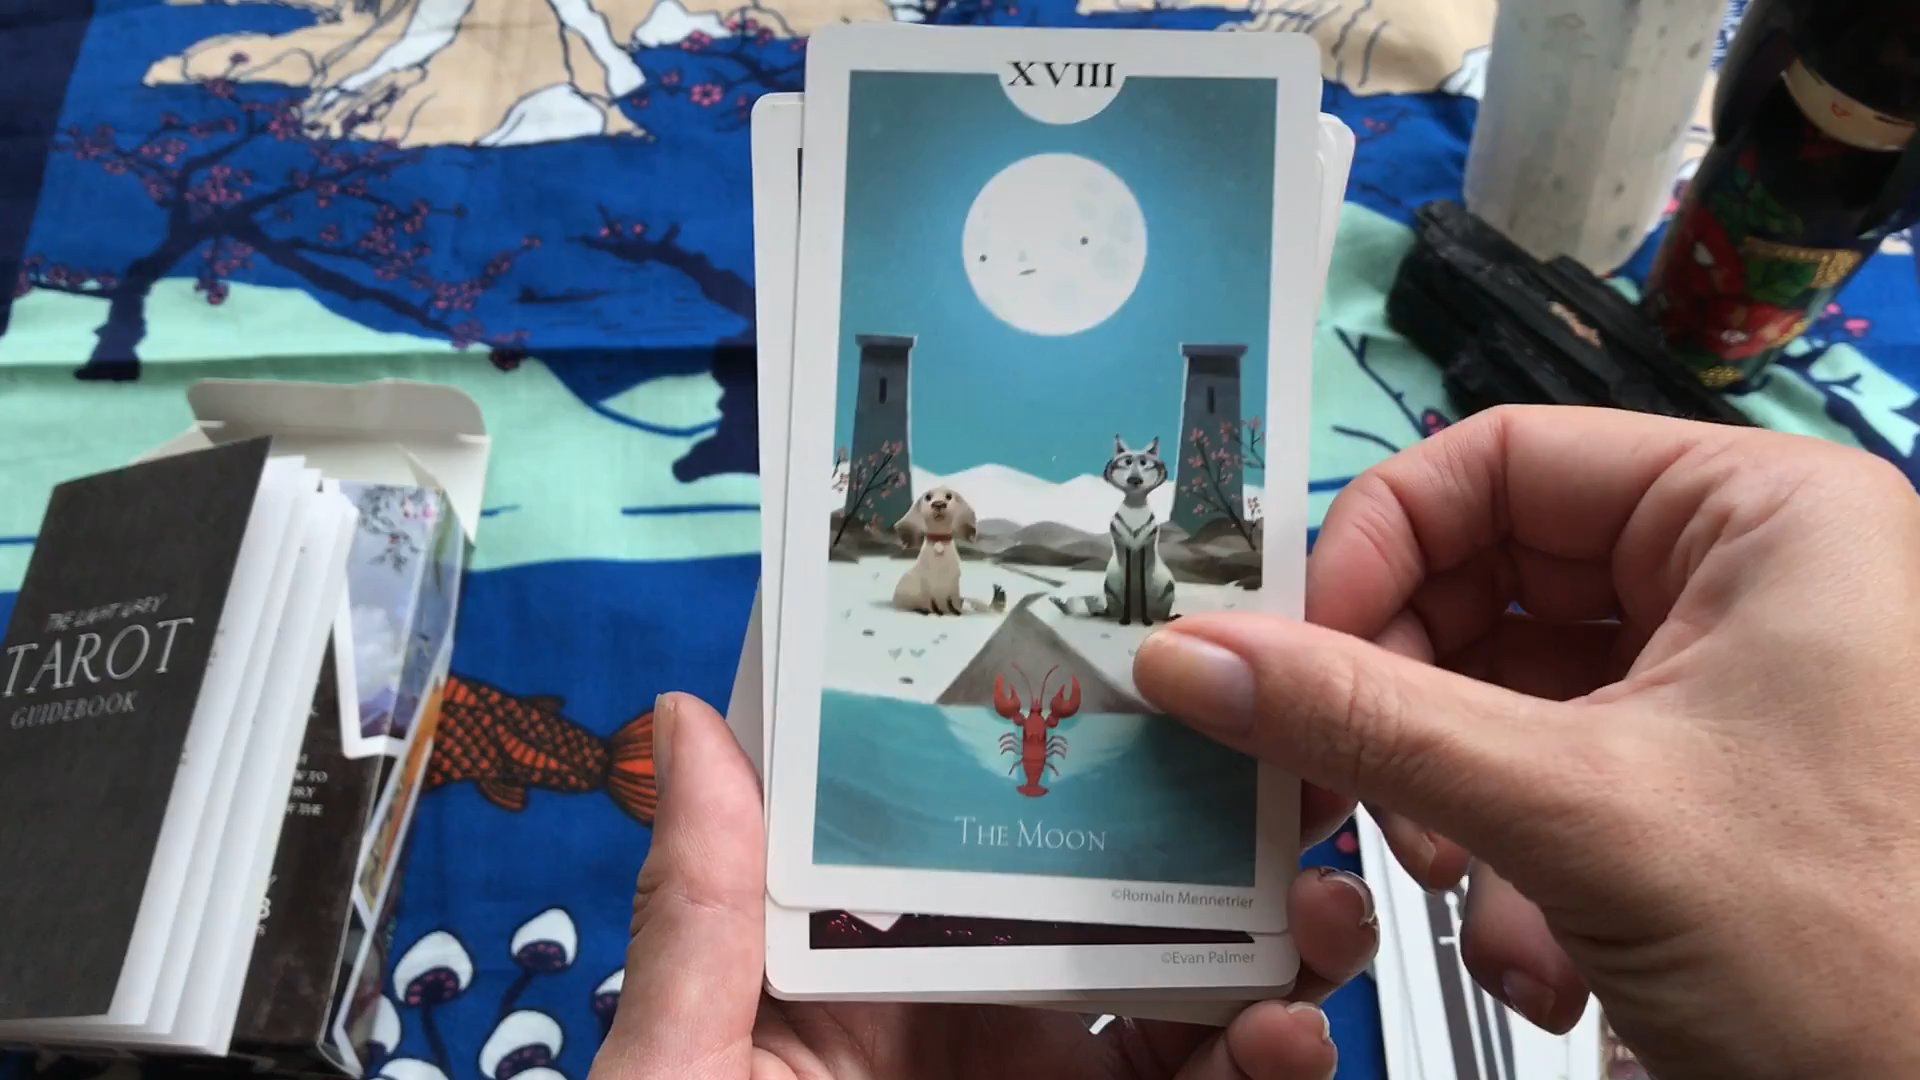 XVIII
THE MOON
©Romain Mennetrier
©Evan Palmer
THE LIGHT GREY
TAROT
GUIDEBOOK